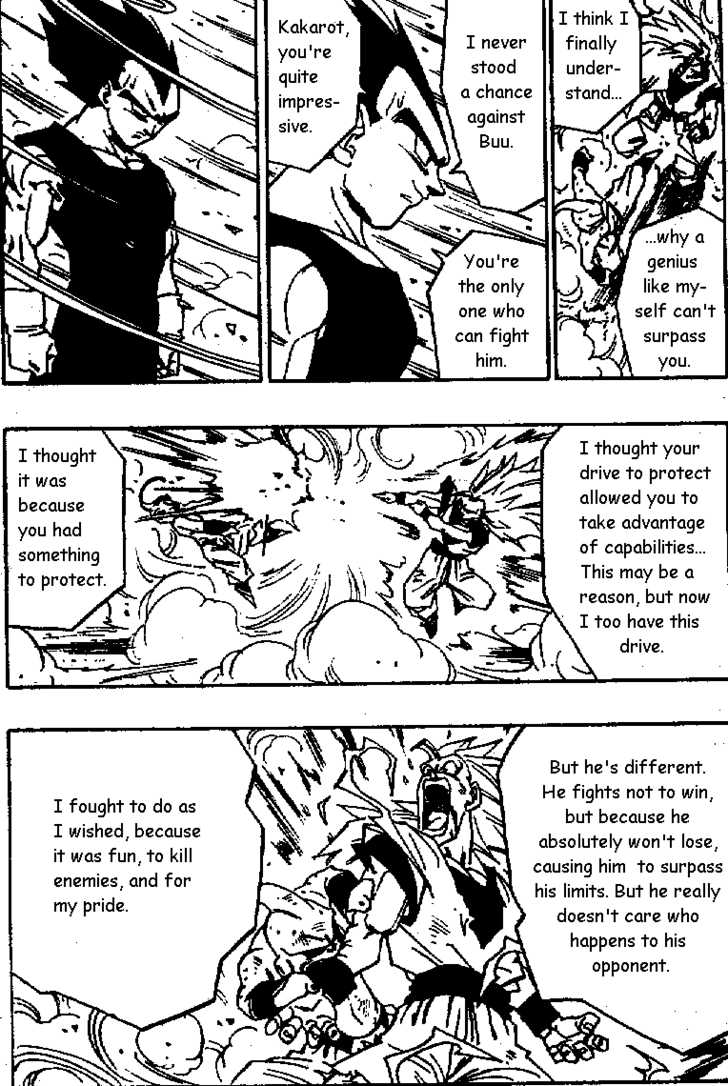 Kakarot,
you're
quite
impres-
sive.
I never
stood
a chance
against
Buu.
You're
the only
one who
can fight
him.
I think I
finally
under-
stand...
...why a
genius
like my-
self can't
surpass
you.
I thought
it was
because
you had
something
to protect.
I thought your
drive to protect
allowed you to
take advantage
of capabilities...
This may be a
reason, but now
I too have this
drive.
I fought to do as
I wished, because
it was fun, to kill
enemies, and for
my pride.
But he's different.
He fights not to win,
but because he
absolutely won't lose,
causing him to surpass
his limits. But he really
doesn't care who
happens to his
opponent.